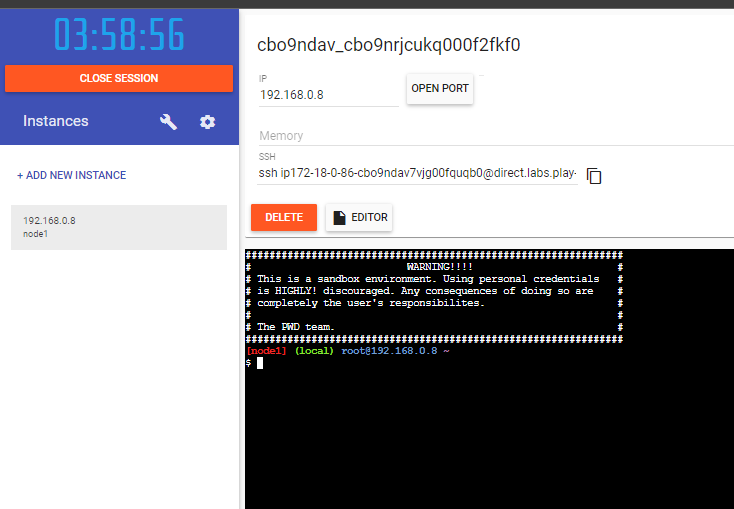 03:58:56
CLOSE SESSION
Instances
+ ADD NEW INSTANCE
192.168.0.8
node1
cbo9ndav_cbo9nrjcukq000f2fkf0
IP
192.168.0.8
OPEN PORT
Memory
SSH
ssh ip172-18-0-86-cbo9ndav7vjg00fquqb0@direct.labs.play-
DELETE
EDITOR
###############################################################
# WARNING!!!! #
# This is a sandbox environment. Using personal credentials #
# is HIGHLY! discouraged. Any consequences of doing so are #
# completely the user's responsibilites. #
# #
# The PWD team. #
###############################################################
[node1] (local) root@192.168.0.8 ~
$